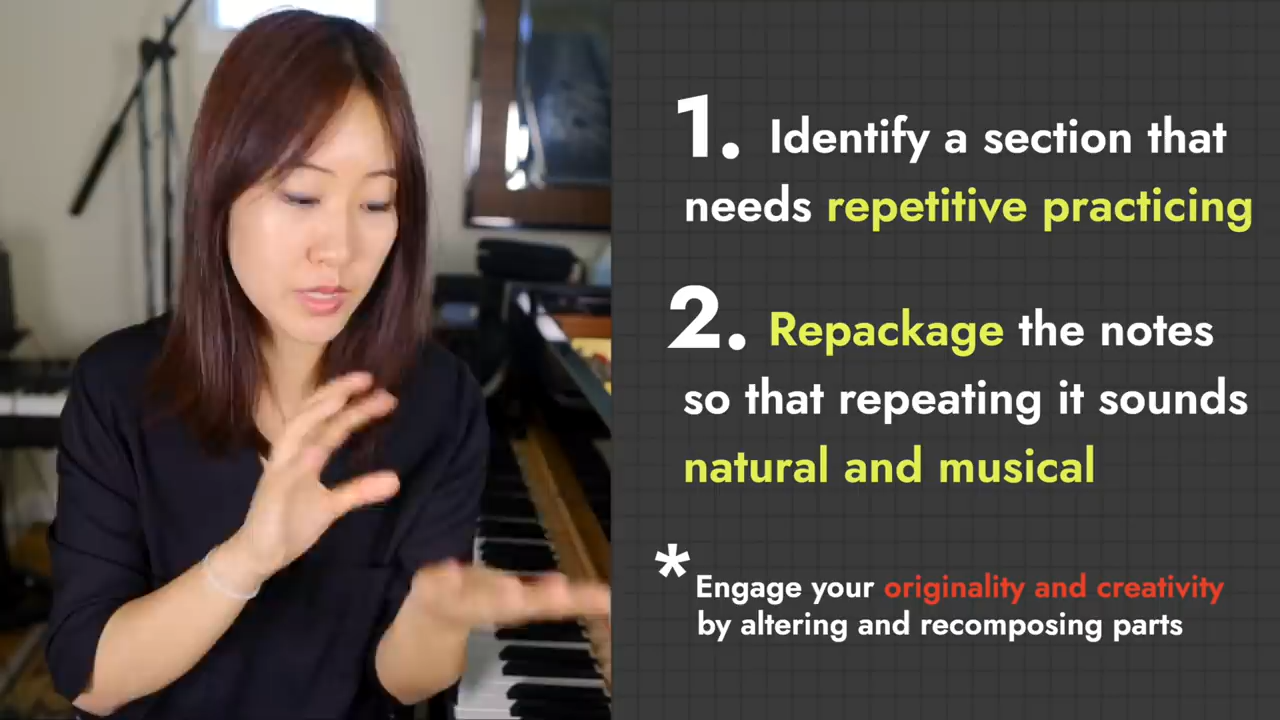 1. Identify a section that
needs repetitive practicing
2. Repackage the notes
so that repeating it sounds
natural and musical
* Engage your originality and creativity
by altering and recomposing parts